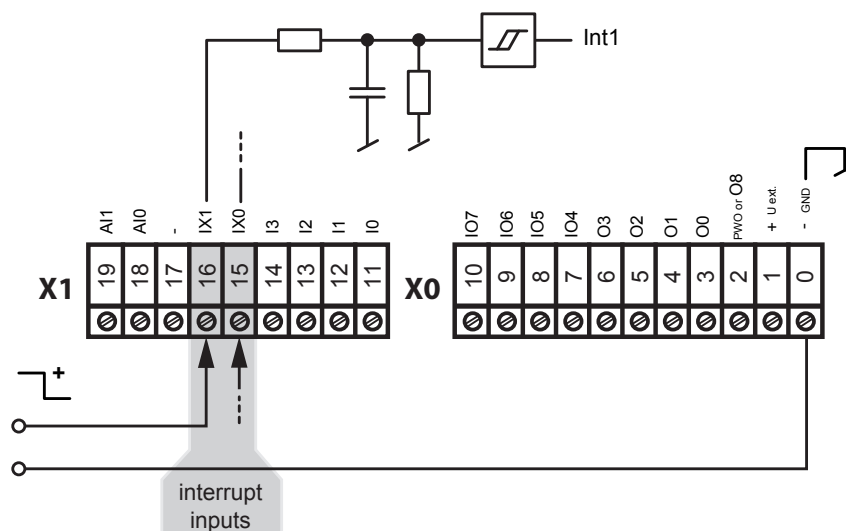 Int1
AI1 AI0 - IX1 IX0 I3 I2 I1 I0
IO7 IO6 IO5 IO4 O3 O2 O1 O0 PWO or O8 + U ext. - GND
X1 19 18 17 16 15 14 13 12 11
X0 10 9 8 7 6 5 4 3 2 1 0
+
interrupt
inputs